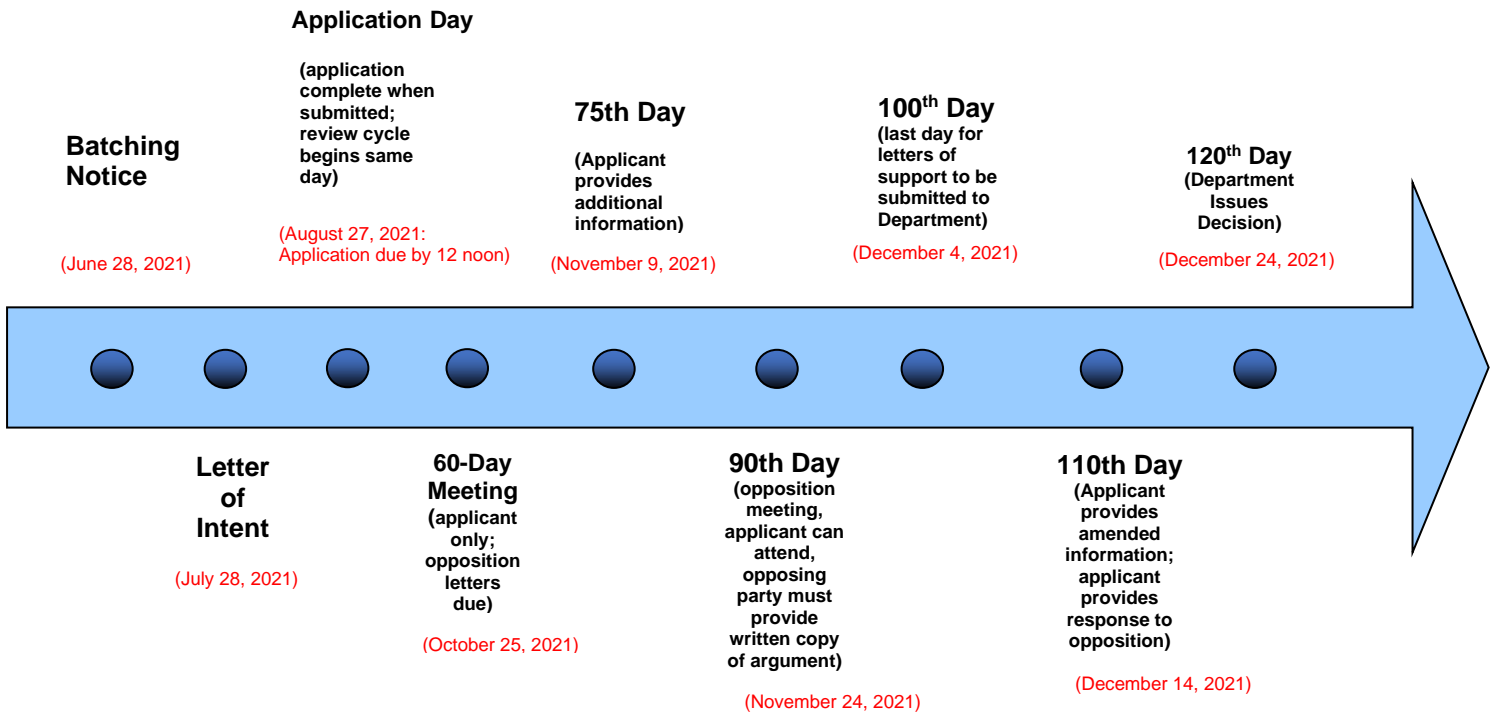 Application Day
(application
complete when
submitted;
review cycle
begins same
day)
(August 27, 2021:
Application due by 12 noon)
Batching
Notice
(June 28, 2021)
75th Day
(Applicant
provides
additional
information)
(November 9, 2021)
100th Day
(last day for
letters of
support to be
submitted to
Department)
(December 4, 2021)
120th Day
(Department
Issues
Decision)
(December 24, 2021)
Letter
of
Intent
(July 28, 2021)
60-Day
Meeting
(applicant
only;
opposition
letters
due)
(October 25, 2021)
90th Day
(opposition
meeting,
applicant can
attend,
opposing
party must
provide
written copy
of argument)
(November 24, 2021)
110th Day
(Applicant
provides
amended
information;
applicant
provides
response to
opposition)
(December 14, 2021)